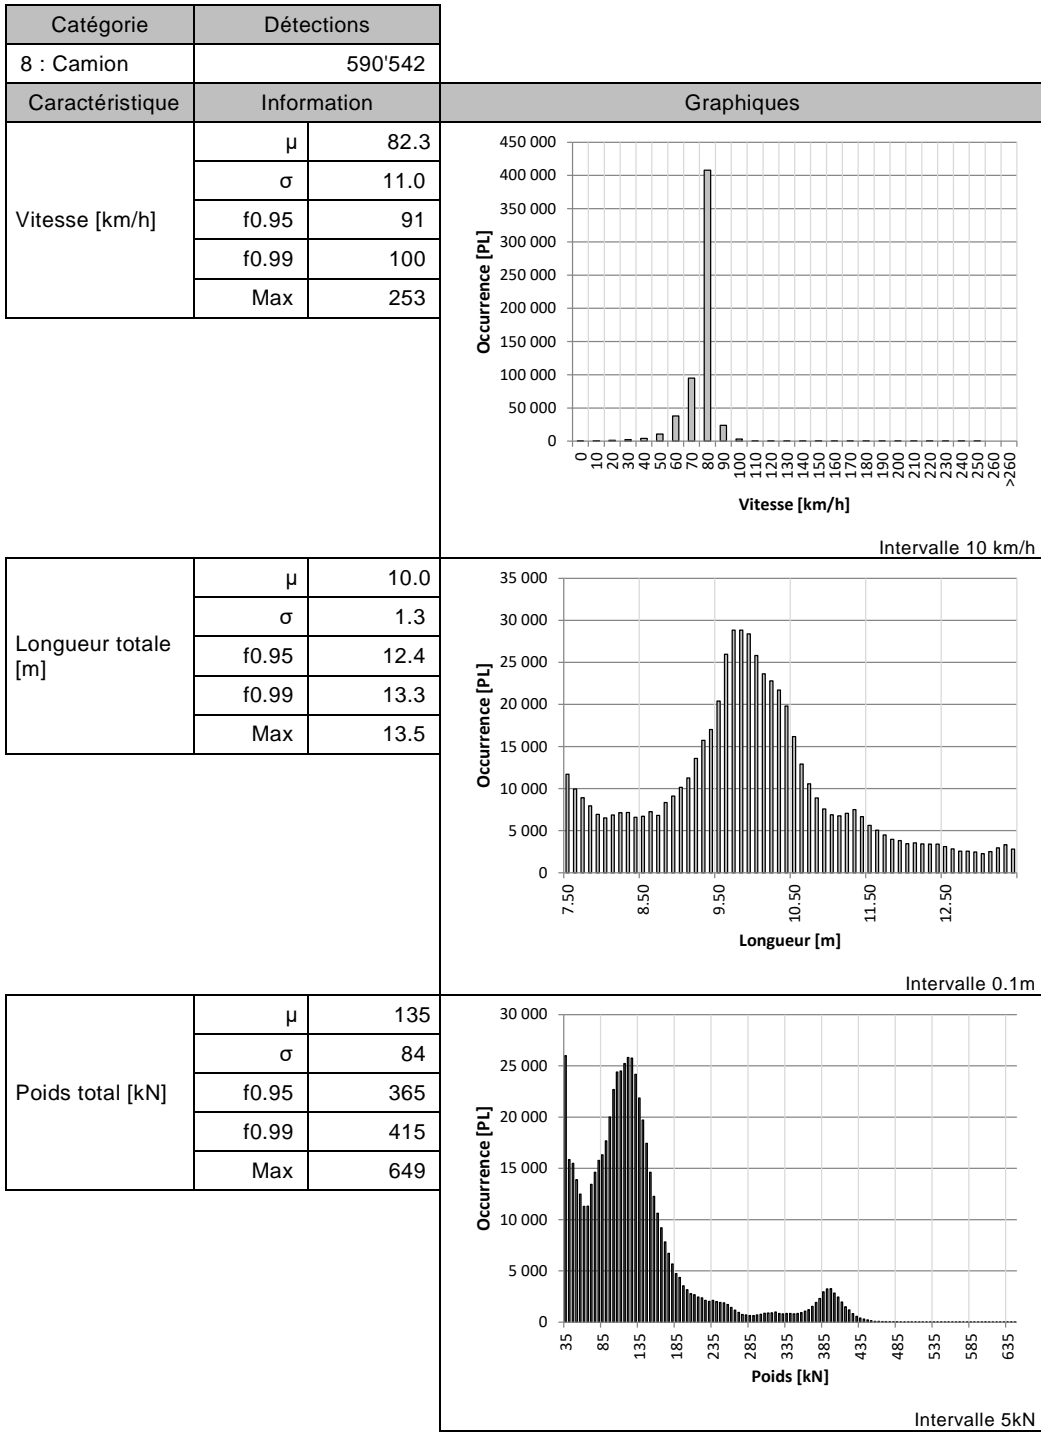 Catégorie Détections
8 : Camion 590'542
Caractéristique Information Graphiques
Vitesse [km/h]
µ 82.3
σ 11.0
f0.95 91
f0.99 100
Max 253
450 000
400 000
350 000
300 000
250 000
200 000
150 000
100 000
50 000
0
Occurrence [PL]
0 10 20 30 40 50 60 70 80 90 100 110 120 130 140 150 160 170 180 190 200 210 220 230 240 250 260 >260
Vitesse [km/h]
Intervalle 10 km/h
Longueur totale
[m]
µ 10.0
σ 1.3
f0.95 12.4
f0.99 13.3
Max 13.5
35 000
30 000
25 000
20 000
15 000
10 000
5 000
0
Occurrence [PL]
7.50 8.50 9.50 10.50 11.50 12.50
Longueur [m]
Intervalle 0.1m
Poids total [kN]
µ 135
σ 84
f0.95 365
f0.99 415
Max 649
30 000
25 000
20 000
15 000
10 000
5 000
0
Occurrence [PL]
35 85 135 185 235 285 335 385 435 485 535 585 635
Poids [kN]
Intervalle 5kN